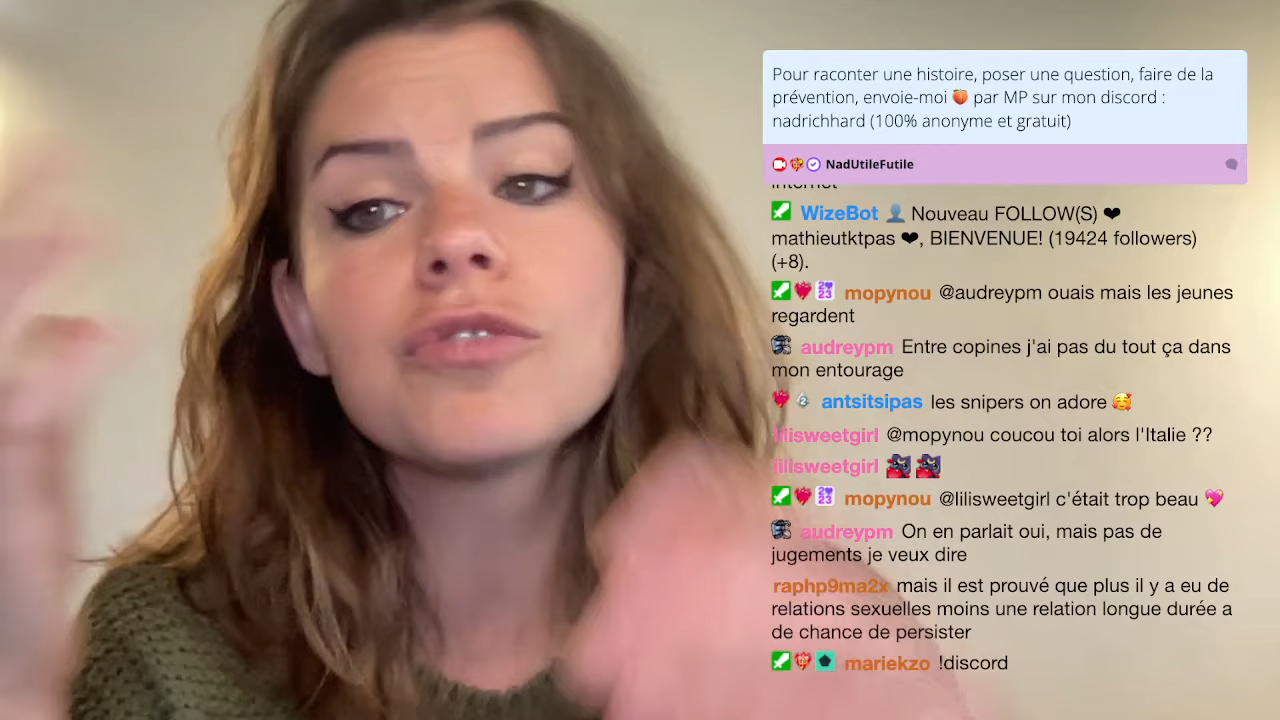 Pour raconter une histoire, poser une question, faire de la
prévention, envoie-moi 🍑 par MP sur mon discord :
nadrichhard (100% anonyme et gratuit)
NadUtileFutile
internet
WizeBot 👤 Nouveau FOLLOW(S) ❤
mathieutktpas ❤, BIENVENUE! (19424 followers)
(+8).
mopynou @audreypm ouais mais les jeunes
regardent
audreypm Entre copines j'ai pas du tout ça dans
mon entourage
2 antsitsipas les snipers on adore 🥰
lilisweetgirl @mopynou coucou toi alors l'Italie ??
lilisweetgirl
mopynou @lilisweetgirl c'était trop beau 💖
audreypm On en parlait oui, mais pas de
jugements je veux dire
raphp9ma2x mais il est prouvé que plus il y a eu de
relations sexuelles moins une relation longue durée a
de chance de persister
mariekzo !discord